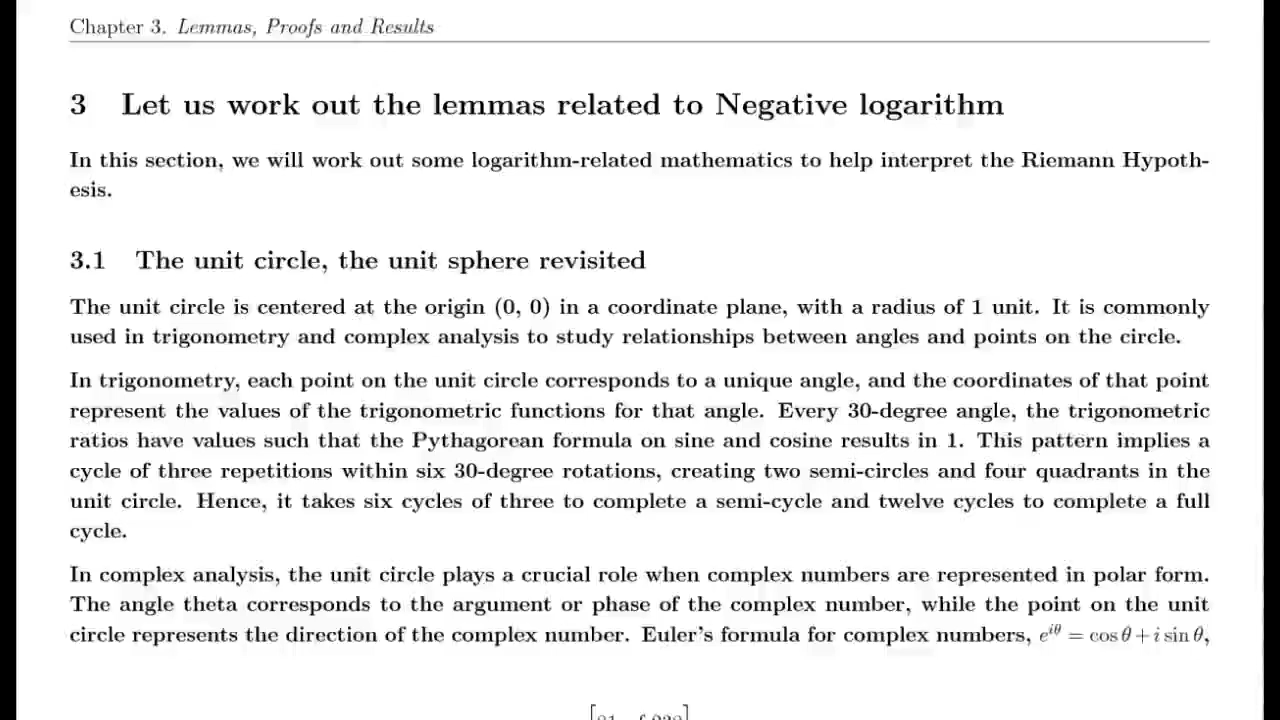 Chapter 3. Lemmas, Proofs and Results
3 Let us work out the lemmas related to Negative logarithm
In this section, we will work out some logarithm-related mathematics to help interpret the Riemann Hypoth-
esis.
3.1 The unit circle, the unit sphere revisited
The unit circle is centered at the origin (0, 0) in a coordinate plane, with a radius of 1 unit. It is commonly
used in trigonometry and complex analysis to study relationships between angles and points on the circle.
In trigonometry, each point on the unit circle corresponds to a unique angle, and the coordinates of that point
represent the values of the trigonometric functions for that angle. Every 30-degree angle, the trigonometric
ratios have values such that the Pythagorean formula on sine and cosine results in 1. This pattern implies a
cycle of three repetitions within six 30-degree rotations, creating two semi-circles and four quadrants in the
unit circle. Hence, it takes six cycles of three to complete a semi-cycle and twelve cycles to complete a full
cycle.
In complex analysis, the unit circle plays a crucial role when complex numbers are represented in polar form.
The angle theta corresponds to the argument or phase of the complex number, while the point on the unit
circle represents the direction of the complex number. Euler's formula for complex numbers, e^{iθ} = cos θ + i sin θ,